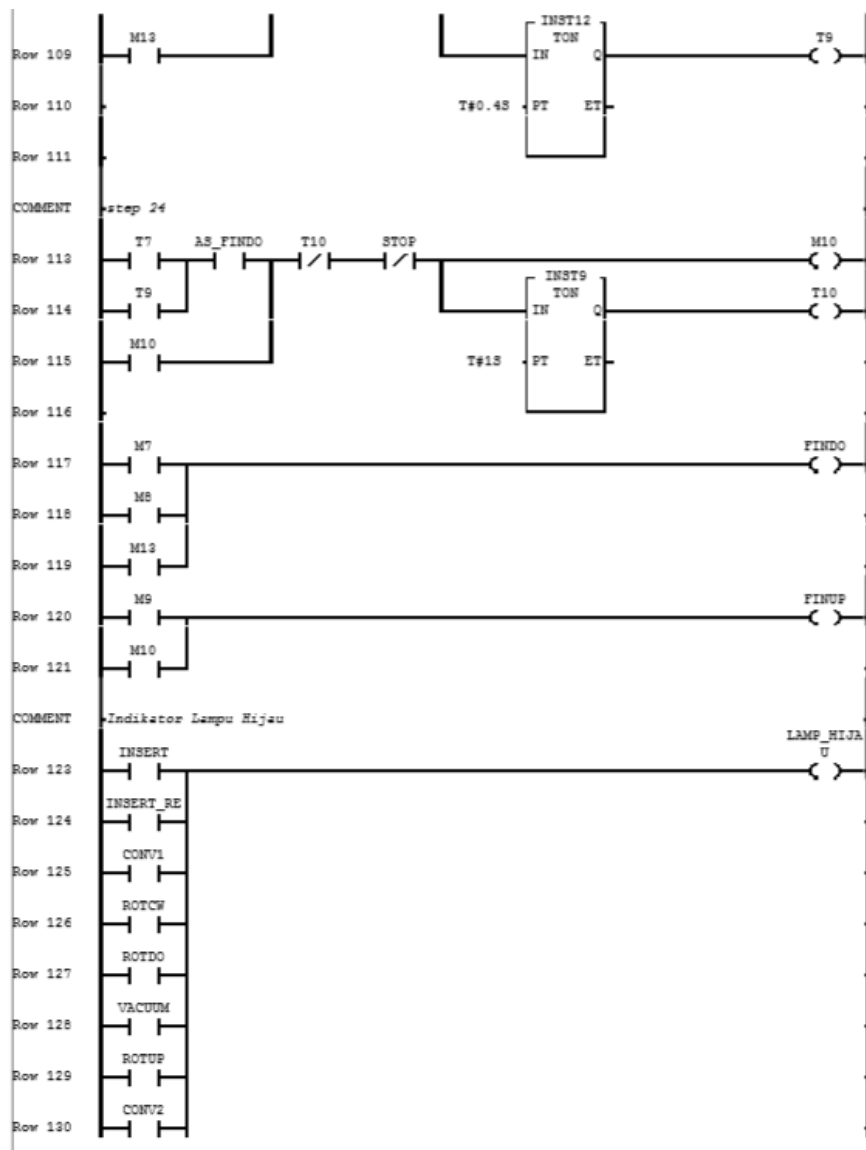 INST12
M13 TON T9
Row 109 IN Q
Row 110 T#0.4S PT ET
Row 111
COMMENT step 24
T7 AS_FINDO T10 STOP M10
Row 113
INST9
T9 TON T10
Row 114 IN Q
M10
Row 115 T#1S PT ET
Row 116
M7 FINDO
Row 117
M8
Row 118
M13
Row 119
M9 FINUP
Row 120
M10
Row 121
COMMENT Indikator Lampu Hijau
LAMP_HIJA
INSERT U
Row 123
INSERT_RE
Row 124
CONV1
Row 125
ROTCW
Row 126
ROTDO
Row 127
VACUUM
Row 128
ROTUP
Row 129
CONV2
Row 130